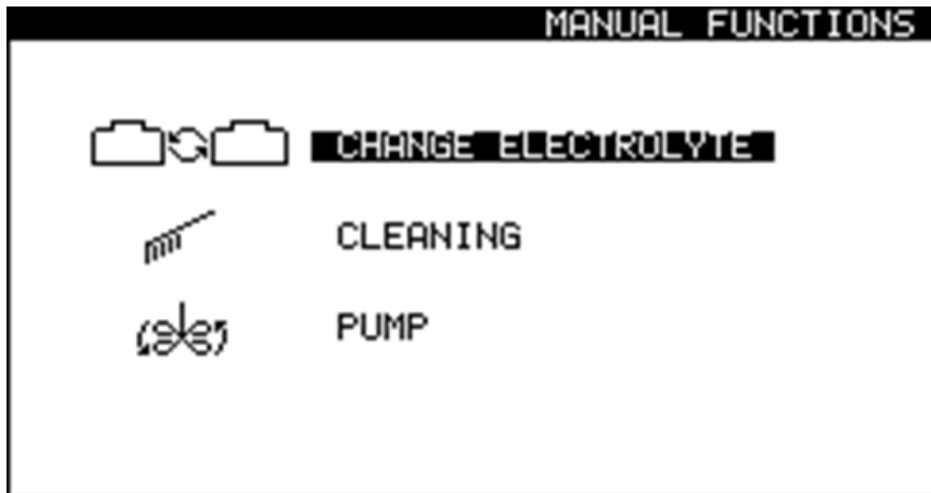 MANUAL FUNCTIONS
CHANGE ELECTROLYTE
CLEANING
PUMP